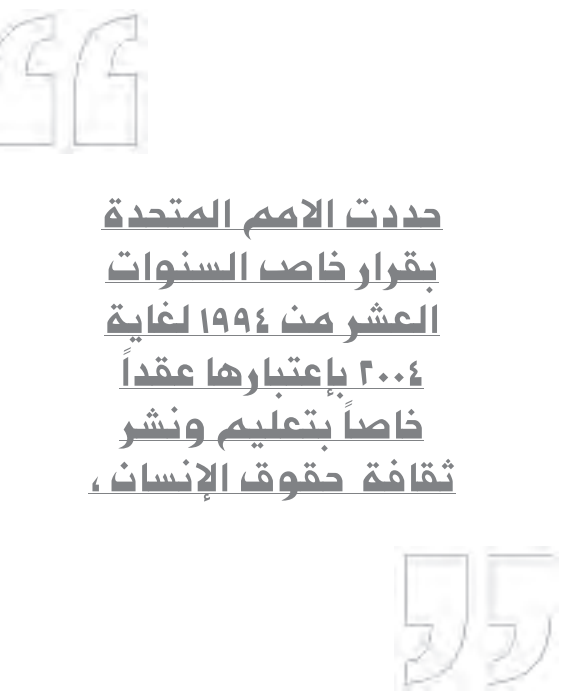 حددت الامم المتحدة
بقرار خاص السنوات
العشر من ١٩٩٤ لغاية
٢٠٠٤ بإعتبارها عقداً
خاصاً بتعليم ونشر
ثقافة حقوق الإنسان ،